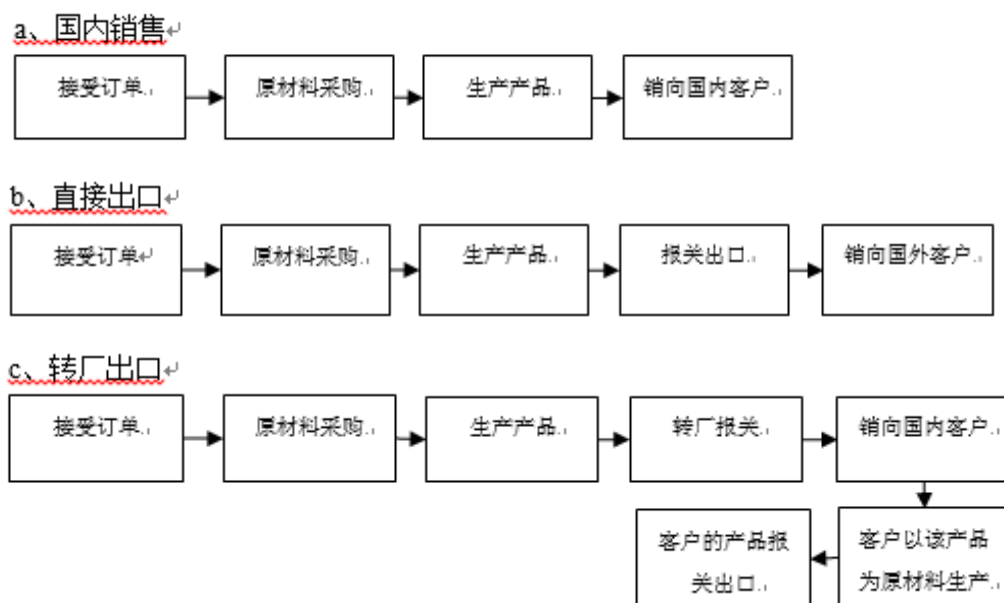 a、国内销售
接受订单
原材料采购
生产产品
销向国内客户
b、直接出口
接受订单
原材料采购
生产产品
报关出口
销向国外客户
c、转厂出口
接受订单
原材料采购
生产产品
转厂报关
销向国内客户
客户的产品报
关出口
客户以该产品
为原材料生产